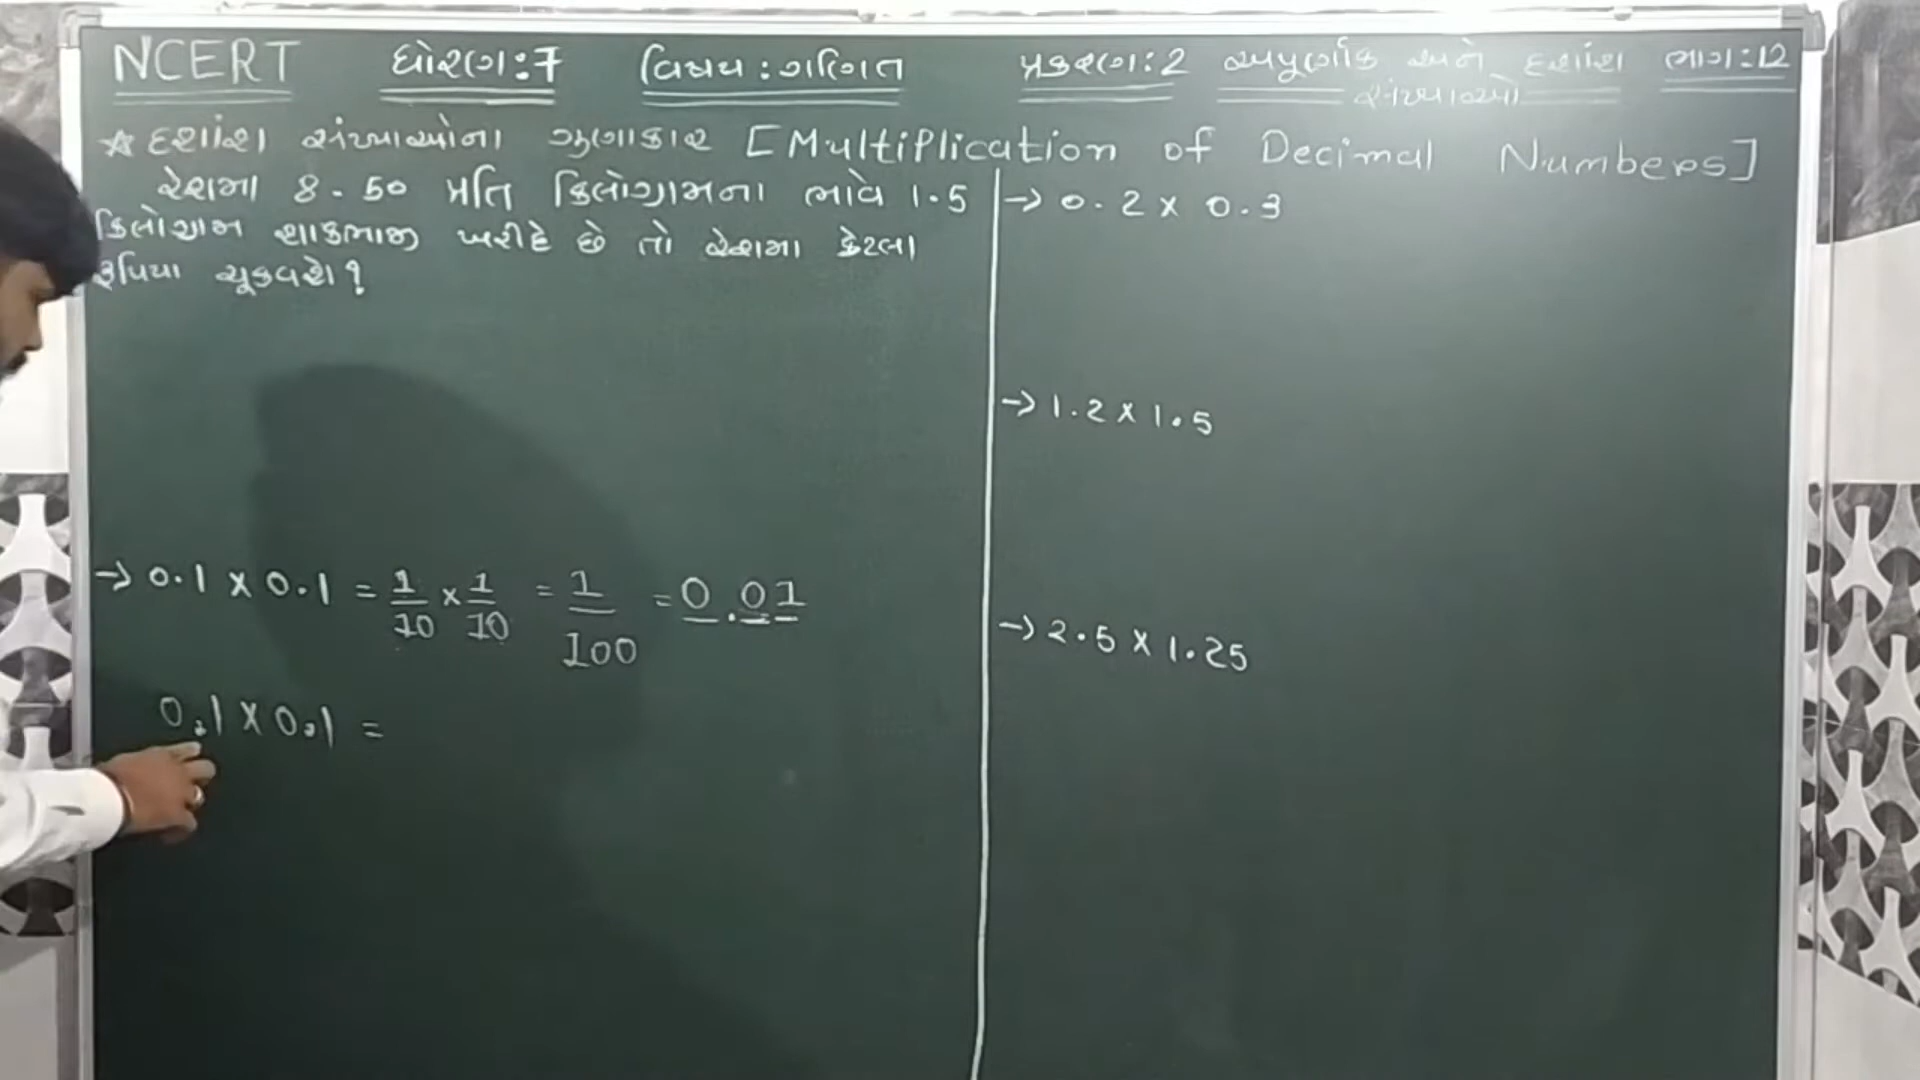 NCERT ધોરણ:7 વિષય:ગણિત પ્રકરણ:2 અપૂર્ણાંક અને દશાંશ ભાગ:12
સંખ્યાઓ
☆ દશાંશ સંખ્યાઓના ગુણાકાર [Multiplication of Decimal Numbers]
રેશમા 8.50 પ્રતિ કિલોગ્રામના ભાવે 1.5
કિલોગ્રામ શાકભાજી ખરીદે છે તો રેશમા કેટલા
રૂપિયા ચૂકવશે?
→ 0.1 × 0.1 = 1/10 × 1/10 = 1/100 = 0.01
0.1 × 0.1 =
→ 0.2 × 0.3
→ 1.2 × 1.5
→ 2.5 × 1.25